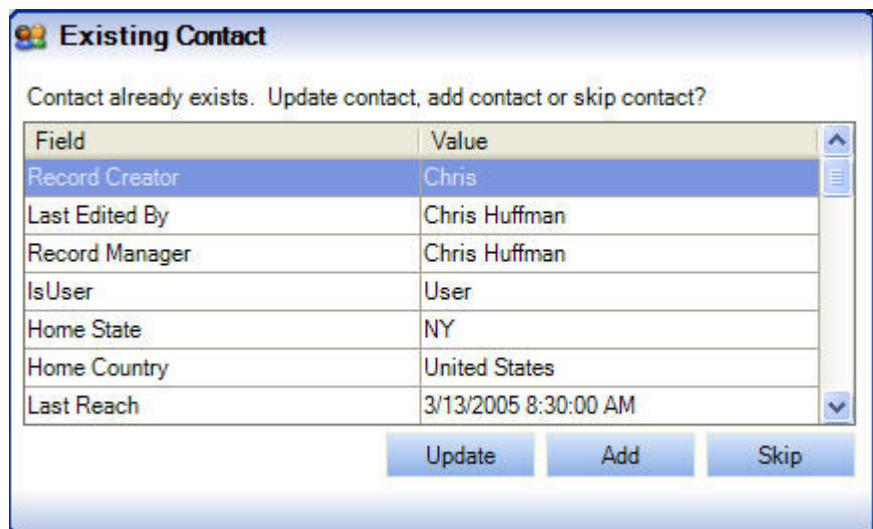 Existing Contact
Contact already exists.  Update contact, add contact or skip contact?
Field Value
Record Creator Chris
Last Edited By Chris Huffman
Record Manager Chris Huffman
IsUser User
Home State NY
Home Country United States
Last Reach 3/13/2005 8:30:00 AM
Update Add Skip